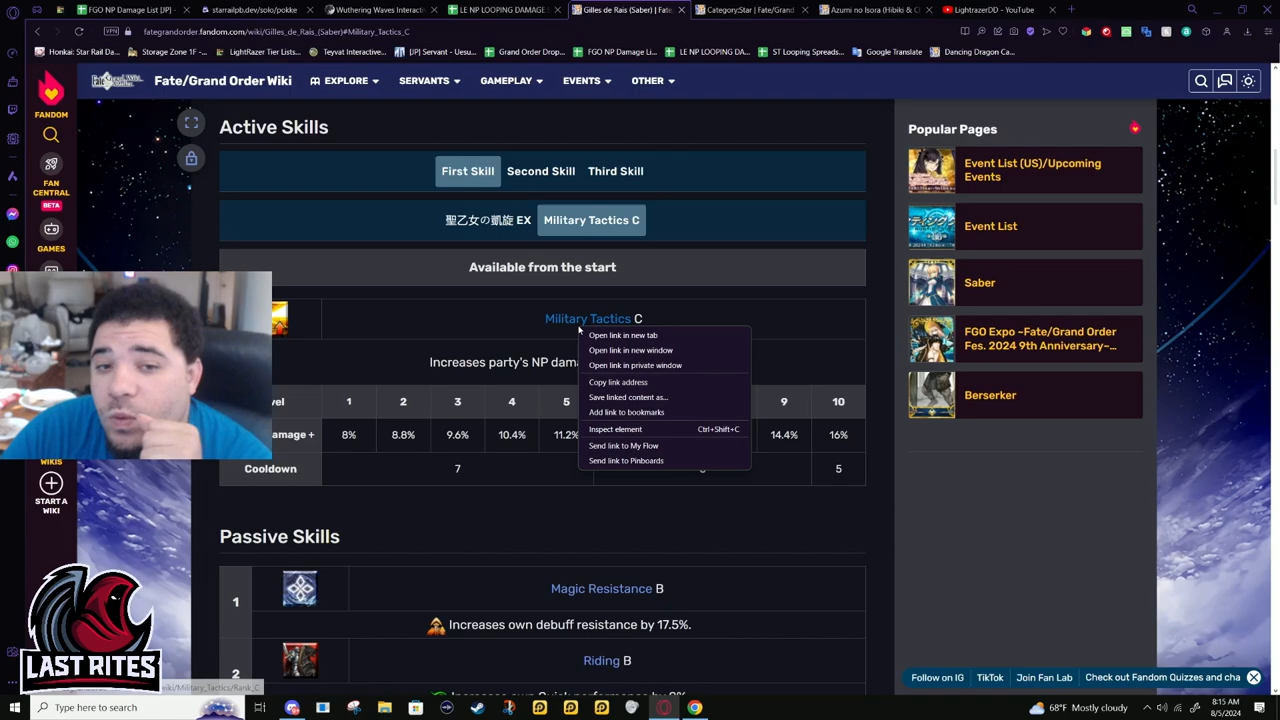 FGO NP Damage List [JP] -
starrailpb.dev/solo/pokke
Wuthering Waves Interacti
LE NP LOOPING DAMAGE S
Gilles de Rais (Saber) | Fate
CategoryStar | Fate/Grand
Azumi no Isora (Hibiki & C
LightrazerDD - YouTube
VPN
fategrandorder.fandom.com/wiki/Gilles_de_Rais_(Saber)#Military_Tactics_C
Honkai: Star Rail Da...
Storage Zone 1F -...
LightRazer Tier Lists...
Teyvat Interactive...
[JP] Servant - Uesu...
Grand Order Drop...
FGO NP Damage Li...
LE NP LOOPING DA...
ST Looping Spreads...
Google Translate
Dancing Dragon Ca...
FANDOM
FAN CENTRAL
BETA
GAMES
WIKIS
START A WIKI
Fate/Grand Order Wiki
EXPLORE
SERVANTS
GAMEPLAY
EVENTS
OTHER
Active Skills
First Skill
Second Skill
Third Skill
聖乙女の凱旋 EX
Military Tactics C
Available from the start
Military Tactics C
Increases party's NP dama
1 2 3 4 5 9 10
amage +
8% 8.8% 9.6% 10.4% 11.2% 14.4% 16%
Cooldown
7
5
Open link in new tab
Open link in new window
Open link in private window
Copy link address
Save linked content as...
Add link to bookmarks
Inspect element
Ctrl+Shift+C
Send link to My Flow
Send link to Pinboards
Passive Skills
1
Magic Resistance B
Increases own debuff resistance by 17.5%.
2
Riding B
Popular Pages
Event List (US)/Upcoming
Events
Event List
Saber
FGO Expo ~Fate/Grand Order
Fes. 2024 9th Anniversary~...
Berserker
LAST RITES
wiki/Military_Tactics/Rank_C
Follow on IG
TikTok
Join Fan Lab
Check out Fandom Quizzes and cha
Type here to search
68°F Mostly cloudy
8:15 AM
8/5/2024